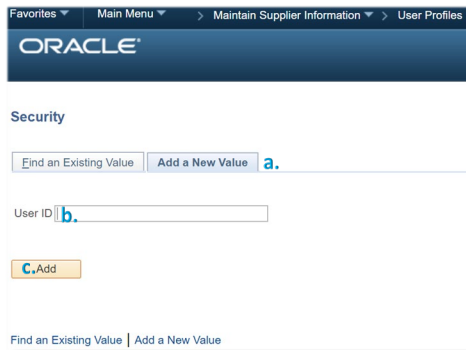 Favorites Main Menu > Maintain Supplier Information > User Profiles
ORACLE®
Security
Find an Existing Value Add a New Value a.
User ID b.
c. Add
Find an Existing Value | Add a New Value